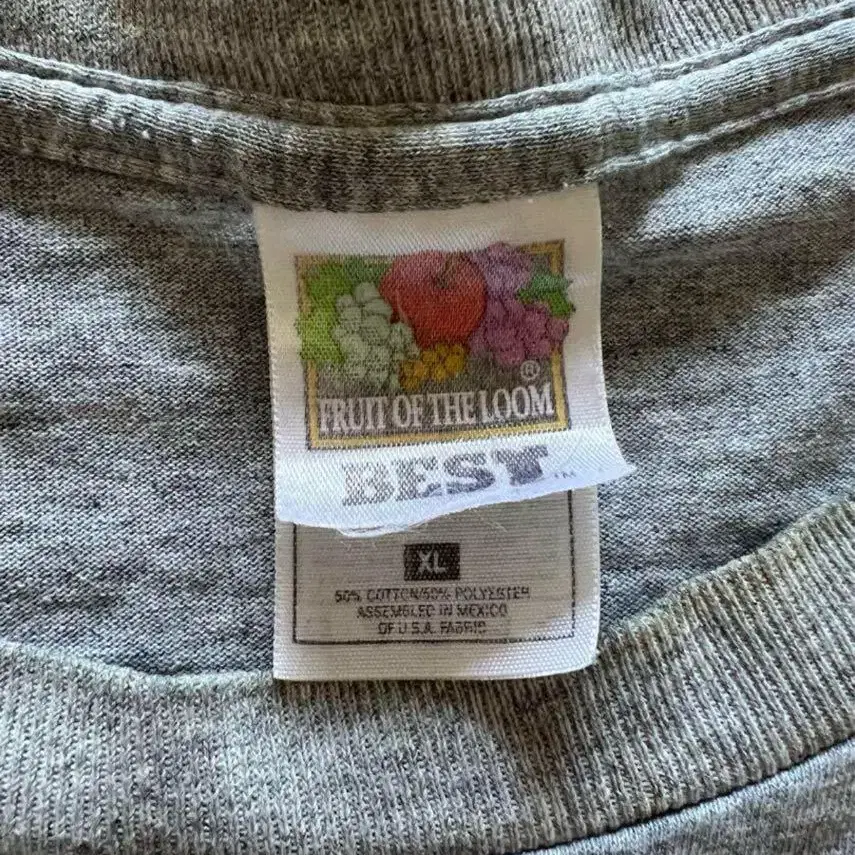 ®
FRUIT OF THE LOOM
BEST™
XL
50% COTTON/50% POLYESTER
ASSEMBLED IN MEXICO
OF U.S.A. FABRIC